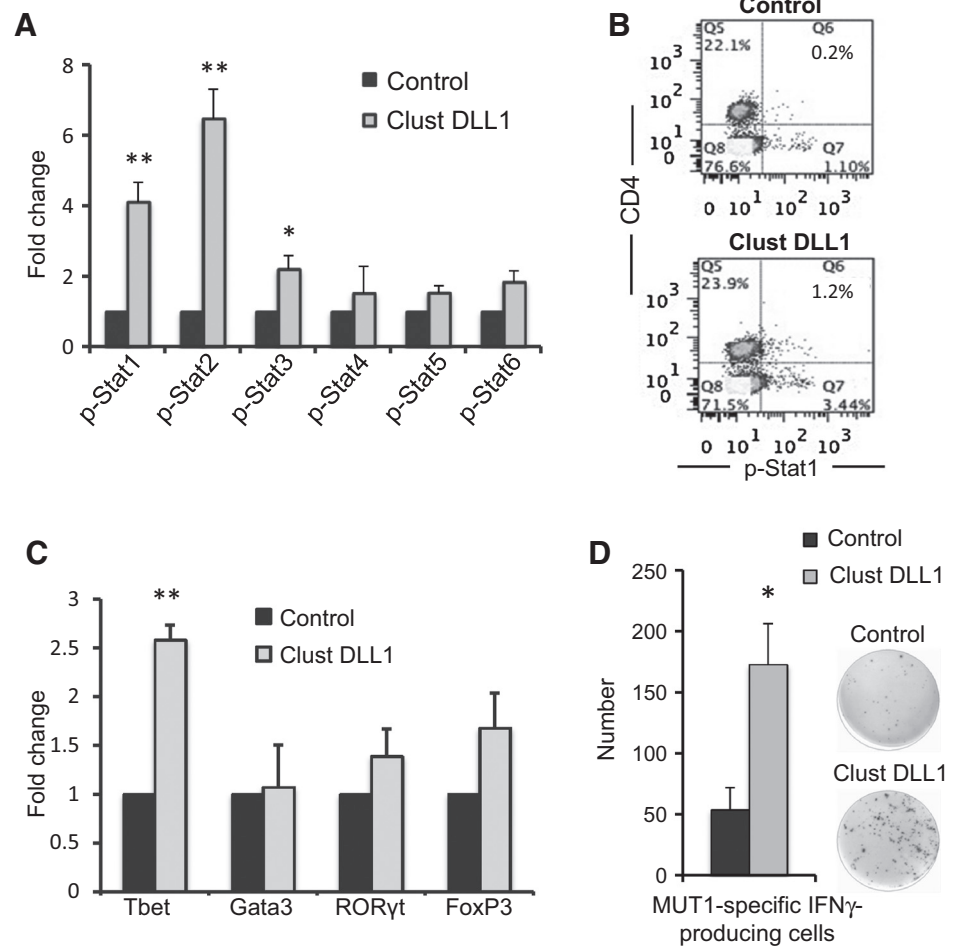 A
8
6
4
2
0
Fold change
**
**
*
Control
Clust DLL1
p-Stat1
p-Stat2
p-Stat3
p-Stat4
p-Stat5
p-Stat6
B
Control
Q5
22.1%
Q6
0.2%
Q8
76.6%
Q7
1.10%
10³
10²
10¹
0
0 10¹ 10² 10³
CD4
Clust DLL1
Q5
23.9%
Q6
1.2%
Q8
71.5%
Q7
3.44%
10³
10²
10¹
0
0 10¹ 10² 10³
p-Stat1
C
3
2.5
2
1.5
1
0.5
0
Fold change
**
Control
Clust DLL1
Tbet Gata3 RORγt FoxP3
D
Control
Clust DLL1
250
200
150
100
50
0
Number
*
Control
Clust DLL1
MUT1-specific IFNγ-
producing cells